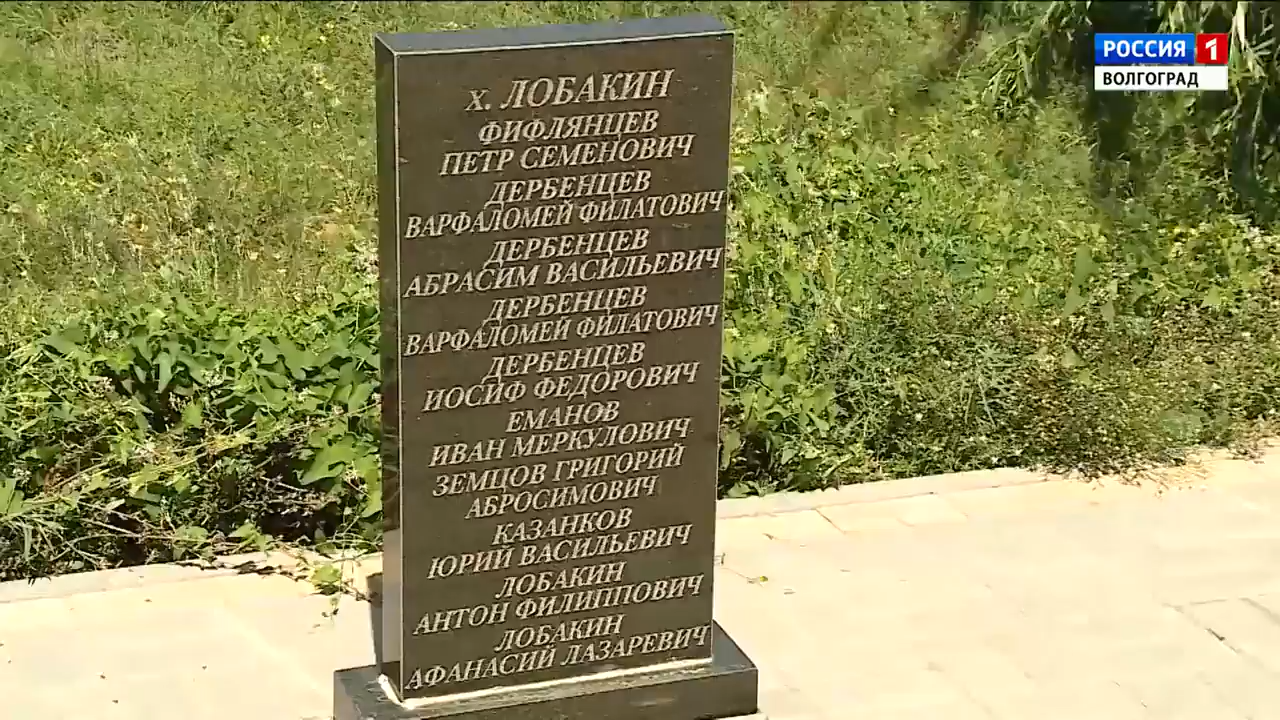 х. ЛОБАКИН
ФИФЛЯНЦЕВ
ПЕТР СЕМЕНОВИЧ
ДЕРБЕНЦЕВ
ВАРФАЛОМЕЙ ФИЛАТОВИЧ
ДЕРБЕНЦЕВ
АБРАСИМ ВАСИЛЬЕВИЧ
ДЕРБЕНЦЕВ
ВАРФАЛОМЕЙ ФИЛАТОВИЧ
ДЕРБЕНЦЕВ
ИОСИФ ФЕДОРОВИЧ
ЕМАНОВ
ИВАН МЕРКУЛОВИЧ
ЗЕМЦОВ ГРИГОРИЙ
АБРОСИМОВИЧ
КАЗАНКОВ
ЮРИЙ ВАСИЛЬЕВИЧ
ЛОБАКИН
АНТОН ФИЛИППОВИЧ
ЛОБАКИН
АФАНАСИЙ ЛАЗАРЕВИЧ
РОССИЯ 1
ВОЛГОГРАД